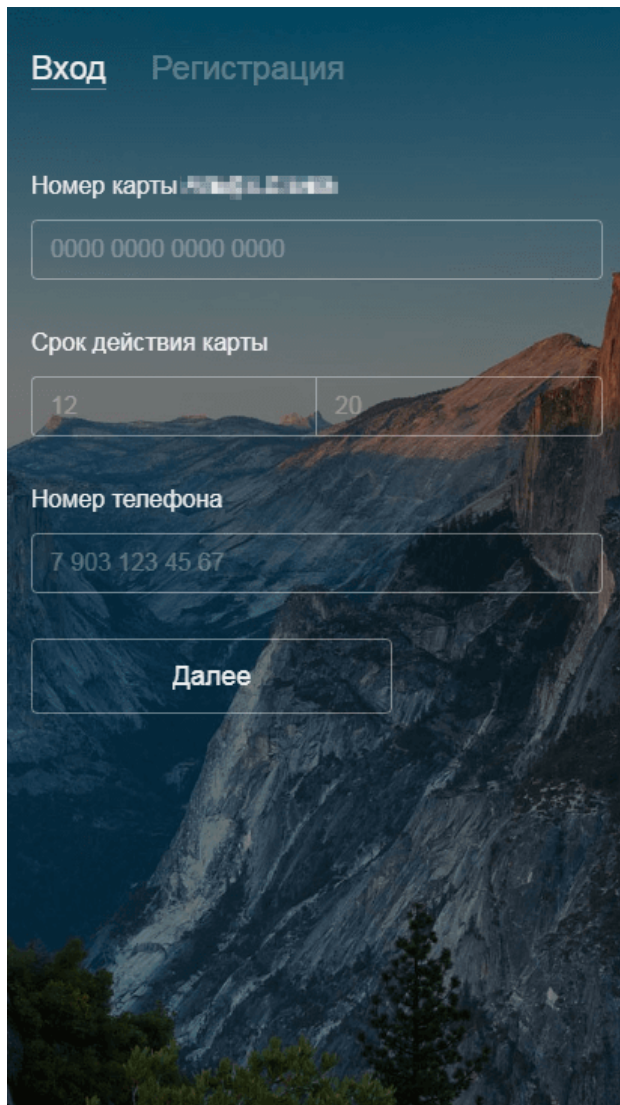 Вход Регистрация
Номер карты
0000 0000 0000 0000
Срок действия карты
12 20
Номер телефона
7 903 123 45 67
Далее